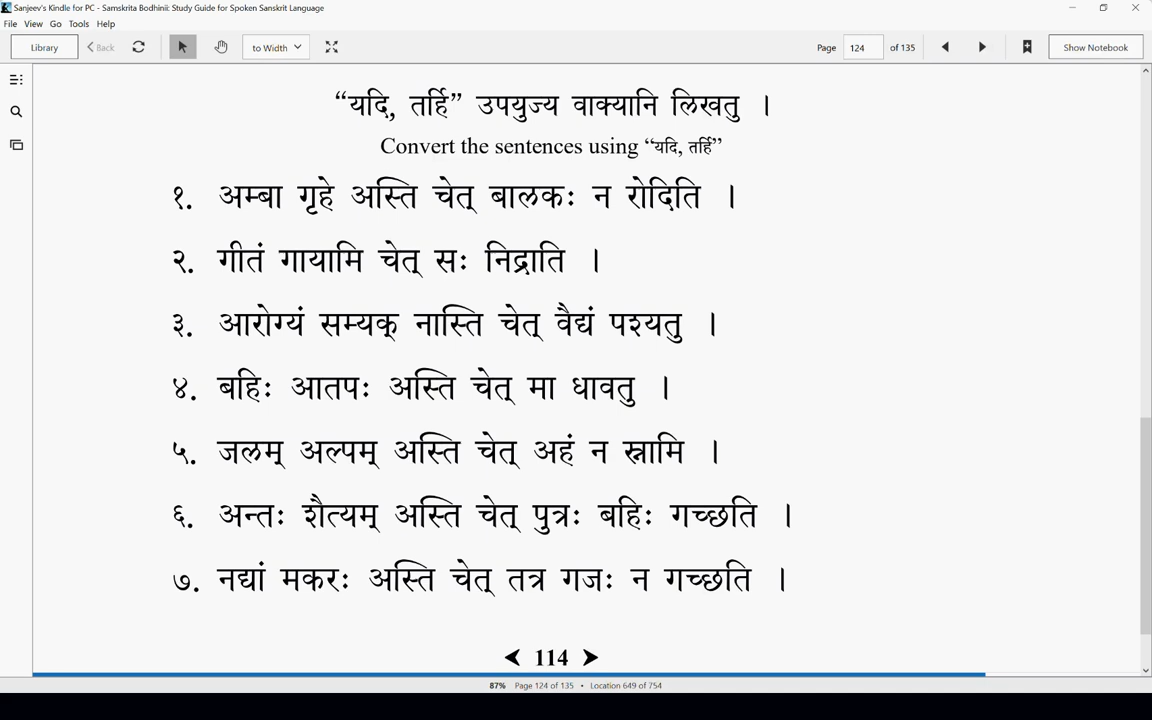 Sanjeev's Kindle for PC - Samskrita Bodhinii: Study Guide for Spoken Sanskrit Language
File View Go Tools Help
Library Back to Width Page 124 of 135 Show Notebook
“यदि, तर्हि” उपयुज्य वाक्यानि लिखतु ।
Convert the sentences using “यदि, तर्हि”
१. अम्बा गृहे अस्ति चेत् बालकः न रोदिति ।
२. गीतं गायामि चेत् सः निद्राति ।
३. आरोग्यं सम्यक् नास्ति चेत् वैद्यं पश्यतु ।
४. बहिः आतपः अस्ति चेत् मा धावतु ।
५. जलम् अल्पम् अस्ति चेत् अहं न स्नामि ।
६. अन्तः शैत्यम् अस्ति चेत् पुत्रः बहिः गच्छति ।
७. नद्यां मकरः अस्ति चेत् तत्र गजः न गच्छति ।
114
87% Page 124 of 135 • Location 649 of 754